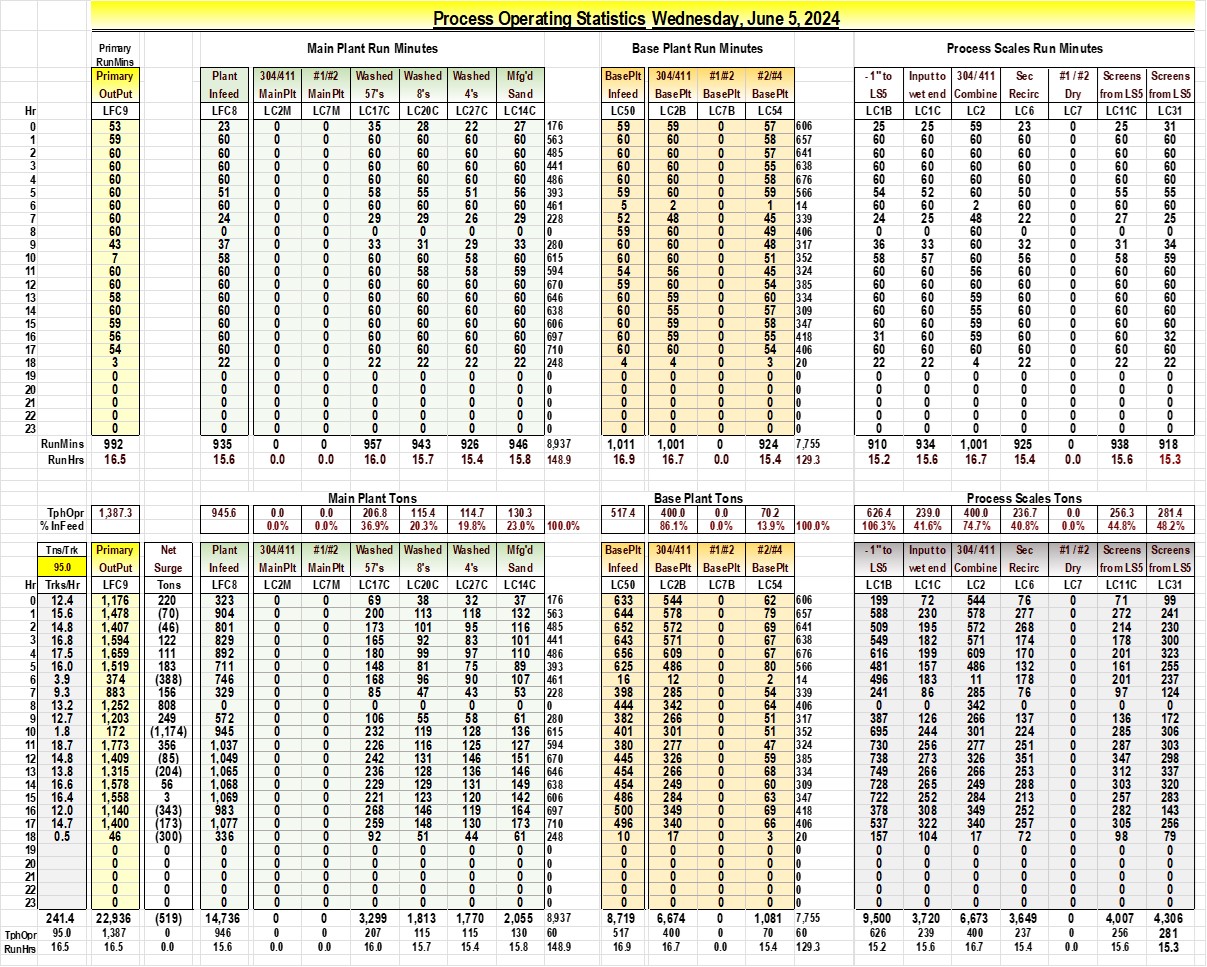 Process Operating Statistics Wednesday, June 5, 2024
Primary Main Plant Run Minutes Base Plant Run Minutes Process Scales Run Minutes
RunMins
Primary Plant 304/411 #1/#2 Washed Washed Washed Mfg'd BasePlt 304/411 #1/#2 #2/#4 - 1" to Input to 304/ 411 Sec #1 / #2 Screens Screens
OutPut Infeed MainPlt MainPlt 57's 8's 4's Sand Infeed BasePlt BasePlt BasePlt LS5 wet end Combine Recirc Dry from LS5 from LS5
Hr LFC9 LFC8 LC2M LC7M LC17C LC20C LC27C LC14C LC50 LC2B LC7B LC54 LC1B LC1C LC2 LC6 LC7 LC11C LC31
0 53 23 0 0 35 28 22 27 176 59 59 0 57 606 25 25 59 23 0 25 31
1 59 60 0 0 60 60 60 60 563 60 60 0 58 657 60 60 60 60 0 60 60
2 60 60 0 0 60 60 60 60 485 60 60 0 57 641 60 60 60 60 0 60 60
3 60 60 0 0 60 60 60 60 441 60 60 0 55 638 60 60 60 60 0 60 60
4 60 60 0 0 60 60 60 60 486 60 60 0 58 676 60 60 60 60 0 60 60
5 60 51 0 0 58 55 51 56 393 59 60 0 59 566 54 52 60 50 0 55 55
6 60 60 0 0 60 60 60 60 461 5 2 0 1 14 60 60 2 60 0 60 60
7 60 24 0 0 29 29 26 29 228 52 48 0 45 339 24 25 48 22 0 27 25
8 60 0 0 0 0 0 0 0 0 59 60 0 49 406 0 0 60 0 0 0 0
9 43 37 0 0 33 31 29 33 280 60 60 0 48 317 36 33 60 32 0 31 34
10 7 58 0 0 60 60 58 60 615 60 60 0 51 352 58 57 60 56 0 58 59
11 60 60 0 0 60 58 58 59 594 54 56 0 45 324 60 60 56 60 0 60 60
12 60 60 0 0 60 60 60 60 670 59 60 0 54 385 60 60 60 60 0 60 60
13 58 60 0 0 60 60 60 60 646 60 59 0 60 334 60 60 59 60 0 60 60
14 60 60 0 0 60 60 60 60 638 60 55 0 57 309 60 60 55 60 0 60 60
15 59 60 0 0 60 60 60 60 606 60 59 0 58 347 60 60 59 60 0 60 60
16 56 60 0 0 60 60 60 60 697 60 59 0 55 418 31 60 59 60 0 60 32
17 54 60 0 0 60 60 60 60 710 60 60 0 54 406 60 60 60 60 0 60 60
18 3 22 0 0 22 22 22 22 248 4 4 0 3 20 22 22 4 22 0 22 22
19 0 0 0 0 0 0 0 0 0 0 0 0 0 0 0 0 0 0 0 0 0
20 0 0 0 0 0 0 0 0 0 0 0 0 0 0 0 0 0 0 0 0 0
21 0 0 0 0 0 0 0 0 0 0 0 0 0 0 0 0 0 0 0 0 0
22 0 0 0 0 0 0 0 0 0 0 0 0 0 0 0 0 0 0 0 0 0
23 0 0 0 0 0 0 0 0 0 0 0 0 0 0 0 0 0 0 0 0 0
RunMins 992 935 0 0 957 943 926 946 8,937 1,011 1,001 0 924 7,755 910 934 1,001 925 0 938 918
RunHrs 16.5 15.6 0.0 0.0 16.0 15.7 15.4 15.8 148.9 16.9 16.7 0.0 15.4 129.3 15.2 15.6 16.7 15.4 0.0 15.6 15.3
Main Plant Tons Base Plant Tons Process Scales Tons
TphOpr 1,387.3 945.6 0.0 0.0 206.8 115.4 114.7 130.3 517.4 400.0 0.0 70.2 626.4 239.0 400.0 236.7 0.0 256.3 281.4
% InFeed 0.0% 0.0% 36.9% 20.3% 19.8% 23.0% 100.0% 86.1% 0.0% 13.9% 100.0% 106.3% 41.6% 74.7% 40.8% 0.0% 44.8% 48.2%
Tns/Trk Primary Net Plant 304/411 #1/#2 Washed Washed Washed Mfg'd BasePlt 304/411 #1/#2 #2/#4 - 1" to Input to 304/ 411 Sec #1 / #2 Screens Screens
95.0 OutPut Surge Infeed MainPlt MainPlt 57's 8's 4's Sand Infeed BasePlt BasePlt BasePlt LS5 wet end Combine Recirc Dry from LS5 from LS5
Hr Trks/Hr LFC9 Tons LFC8 LC2M LC7M LC17C LC20C LC27C LC14C LC50 LC2B LC7B LC54 LC1B LC1C LC2 LC6 LC7 LC11C LC31
0 12.4 1,176 220 323 0 0 69 38 32 37 176 633 544 0 62 606 199 72 544 76 0 71 99
1 15.6 1,478 (70) 904 0 0 200 113 118 132 563 644 578 0 79 657 588 230 578 277 0 272 241
2 14.8 1,407 (46) 801 0 0 173 101 95 116 485 652 572 0 69 641 509 195 572 268 0 214 230
3 16.8 1,594 122 829 0 0 165 92 83 101 441 643 571 0 67 638 549 182 571 174 0 178 300
4 17.5 1,659 111 892 0 0 180 99 97 110 486 656 609 0 67 676 616 199 609 170 0 201 323
5 16.0 1,519 183 711 0 0 148 81 75 89 393 625 486 0 80 566 481 157 486 132 0 161 255
6 3.9 374 (388) 746 0 0 168 96 90 107 461 16 12 0 2 14 496 183 11 178 0 201 237
7 9.3 883 156 329 0 0 85 47 43 53 228 398 285 0 54 339 241 86 285 76 0 97 124
8 13.2 1,252 808 0 0 0 0 0 0 0 0 444 342 0 64 406 0 0 342 0 0 0 0
9 12.7 1,203 249 572 0 0 106 55 58 61 280 382 266 0 51 317 387 126 266 137 0 136 172
10 1.8 172 (1,174) 945 0 0 232 119 128 136 615 401 301 0 51 352 695 244 301 224 0 285 306
11 18.7 1,773 356 1,037 0 0 226 116 125 127 594 380 277 0 47 324 730 256 277 251 0 287 303
12 14.8 1,409 (85) 1,049 0 0 242 131 146 151 670 445 326 0 59 385 738 273 326 351 0 347 298
13 13.8 1,315 (204) 1,065 0 0 236 128 136 146 646 454 266 0 68 334 749 266 266 253 0 312 337
14 16.6 1,578 56 1,068 0 0 229 129 131 149 638 454 249 0 60 309 728 265 249 288 0 303 320
15 16.4 1,558 3 1,069 0 0 221 123 120 142 606 486 284 0 63 347 722 252 284 213 0 257 283
16 12.0 1,140 (343) 983 0 0 268 146 119 164 697 500 349 0 69 418 378 308 349 252 0 282 143
17 14.7 1,400 (173) 1,077 0 0 259 148 130 173 710 496 340 0 66 406 537 322 340 257 0 305 256
18 0.5 46 (300) 336 0 0 92 51 44 61 248 10 17 0 3 20 157 104 17 72 0 98 79
19 0 0 0 0 0 0 0 0 0 0 0 0 0 0 0 0 0 0 0 0
20 0 0 0 0 0 0 0 0 0 0 0 0 0 0 0 0 0 0 0 0
21 0 0 0 0 0 0 0 0 0 0 0 0 0 0 0 0 0 0 0 0
22 0 0 0 0 0 0 0 0 0 0 0 0 0 0 0 0 0 0 0 0
23 0 0 0 0 0 0 0 0 0 0 0 0 0 0 0 0 0 0 0 0
241.4 22,936 (519) 14,736 0 0 3,299 1,813 1,770 2,055 8,937 8,719 6,674 0 1,081 7,755 9,500 3,720 6,673 3,649 0 4,007 4,306
TphOpr 95.0 1,387 0 946 0 0 207 115 115 130 60 517 400 0 70 60 626 239 400 237 0 256 281
RunHrs 16.5 16.5 0.0 15.6 0.0 0.0 16.0 15.7 15.4 15.8 148.9 16.9 16.7 0.0 15.4 129.3 15.2 15.6 16.7 15.4 0.0 15.6 15.3